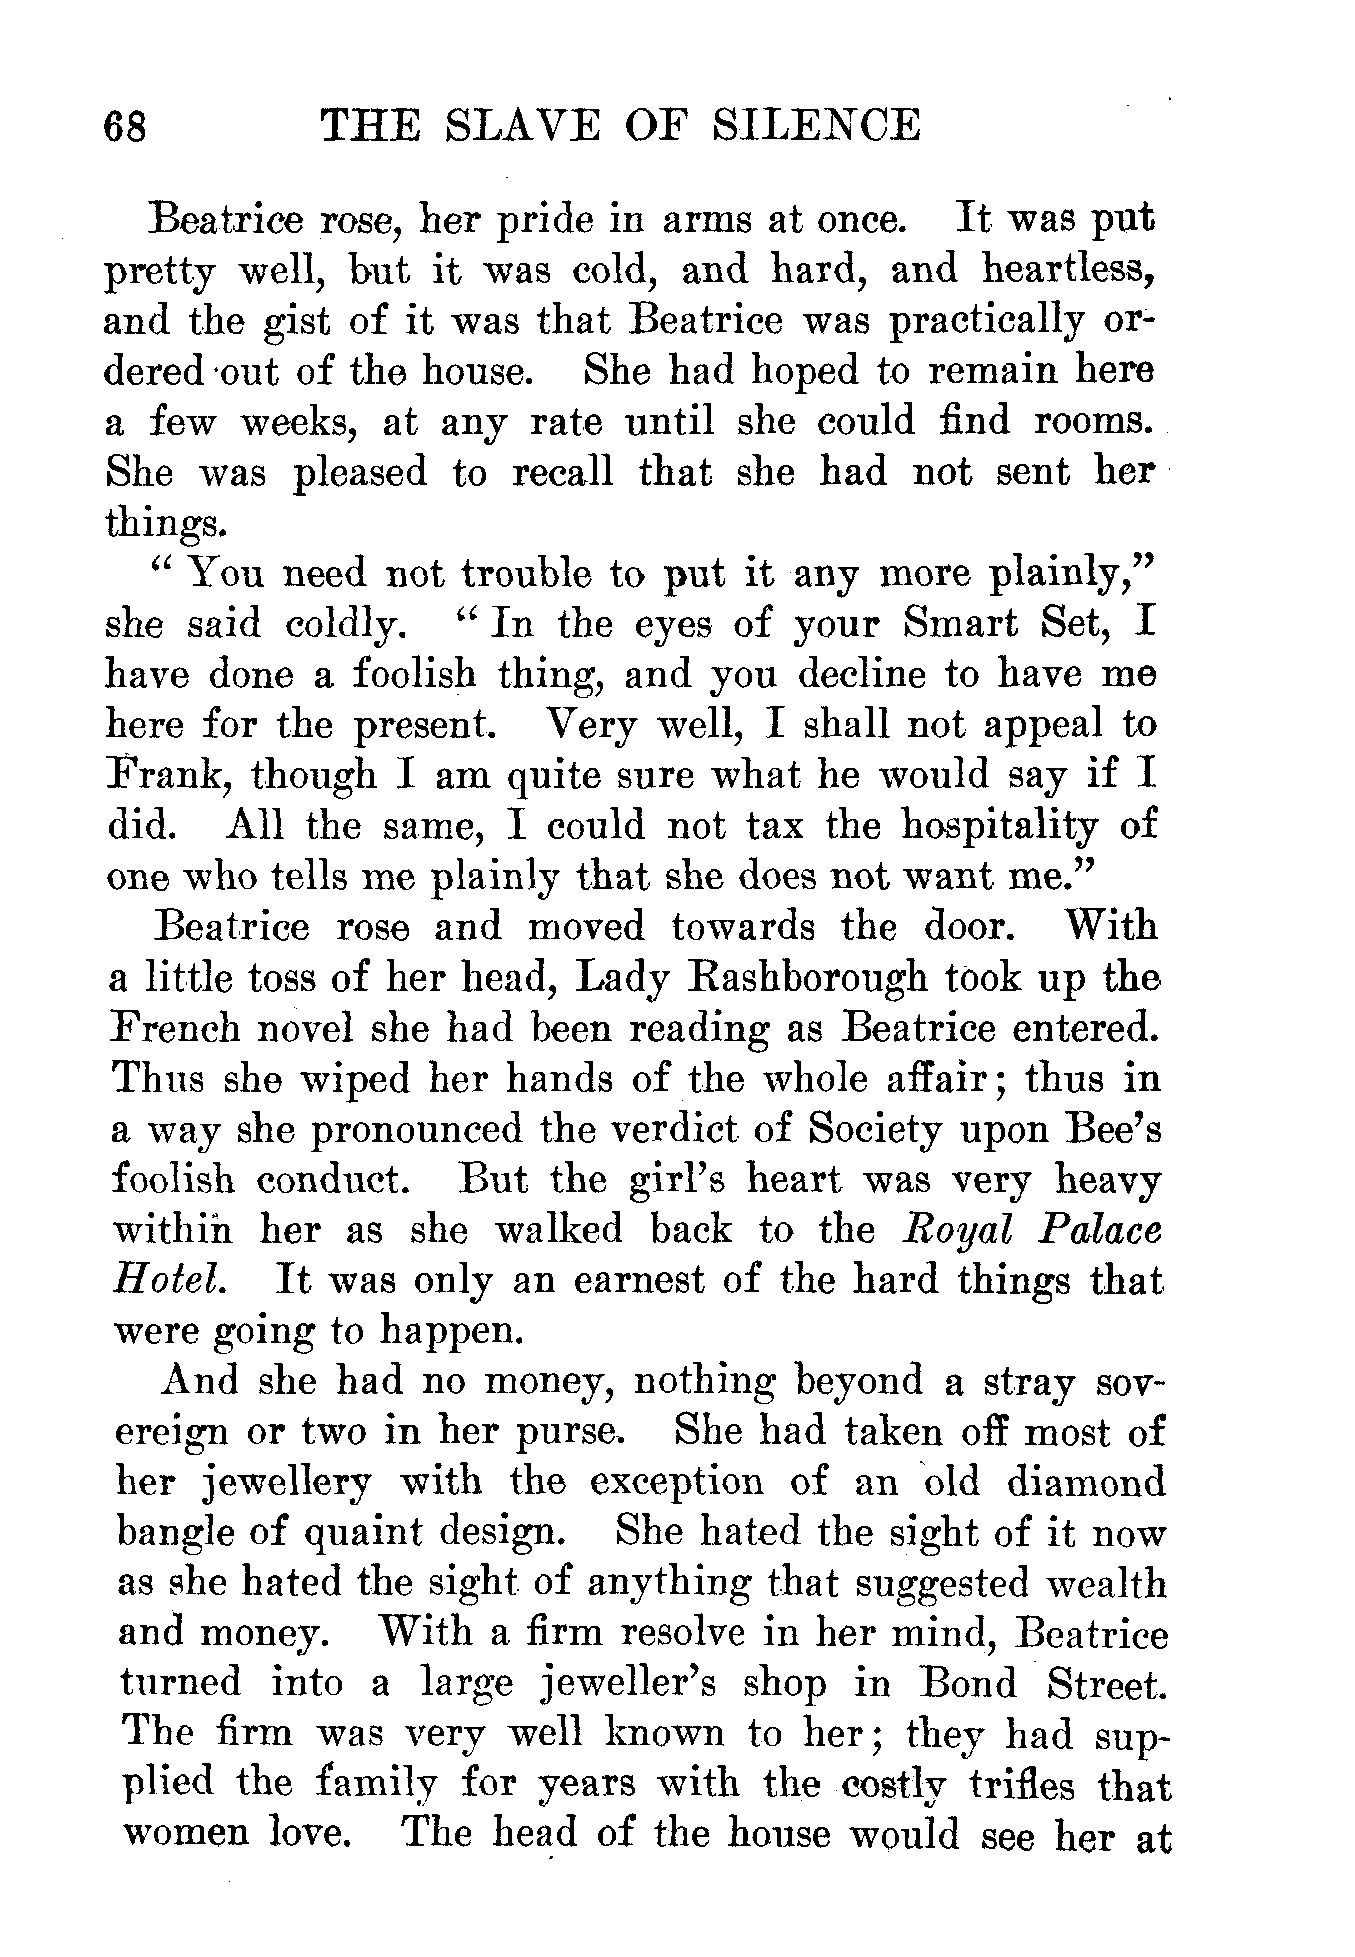 68 THE SLAVE OF SILENCE
Beatrice rose, her pride in arms at once. It was put
pretty well, but it was cold, and hard, and heartless,
and the gist of it was that Beatrice was practically or-
dered out of the house. She had hoped to remain here
a few weeks, at any rate until she could find rooms.
She was pleased to recall that she had not sent her
things.
“ You need not trouble to put it any more plainly,”
she said coldly. “ In the eyes of your Smart Set, I
have done a foolish thing, and you decline to have me
here for the present. Very well, I shall not appeal to
Frank, though I am quite sure what he would say if I
did. All the same, I could not tax the hospitality of
one who tells me plainly that she does not want me.”
Beatrice rose and moved towards the door. With
a little toss of her head, Lady Rashborough took up the
French novel she had been reading as Beatrice entered.
Thus she wiped her hands of the whole affair; thus in
a way she pronounced the verdict of Society upon Bee’s
foolish conduct. But the girl’s heart was very heavy
within her as she walked back to the Royal Palace
Hotel. It was only an earnest of the hard things that
were going to happen.
And she had no money, nothing beyond a stray sov-
ereign or two in her purse. She had taken off most of
her jewellery with the exception of an old diamond
bangle of quaint design. She hated the sight of it now
as she hated the sight of anything that suggested wealth
and money. With a firm resolve in her mind, Beatrice
turned into a large jeweller’s shop in Bond Street.
The firm was very well known to her; they had sup-
plied the family for years with the costly trifles that
women love. The head of the house would see her at